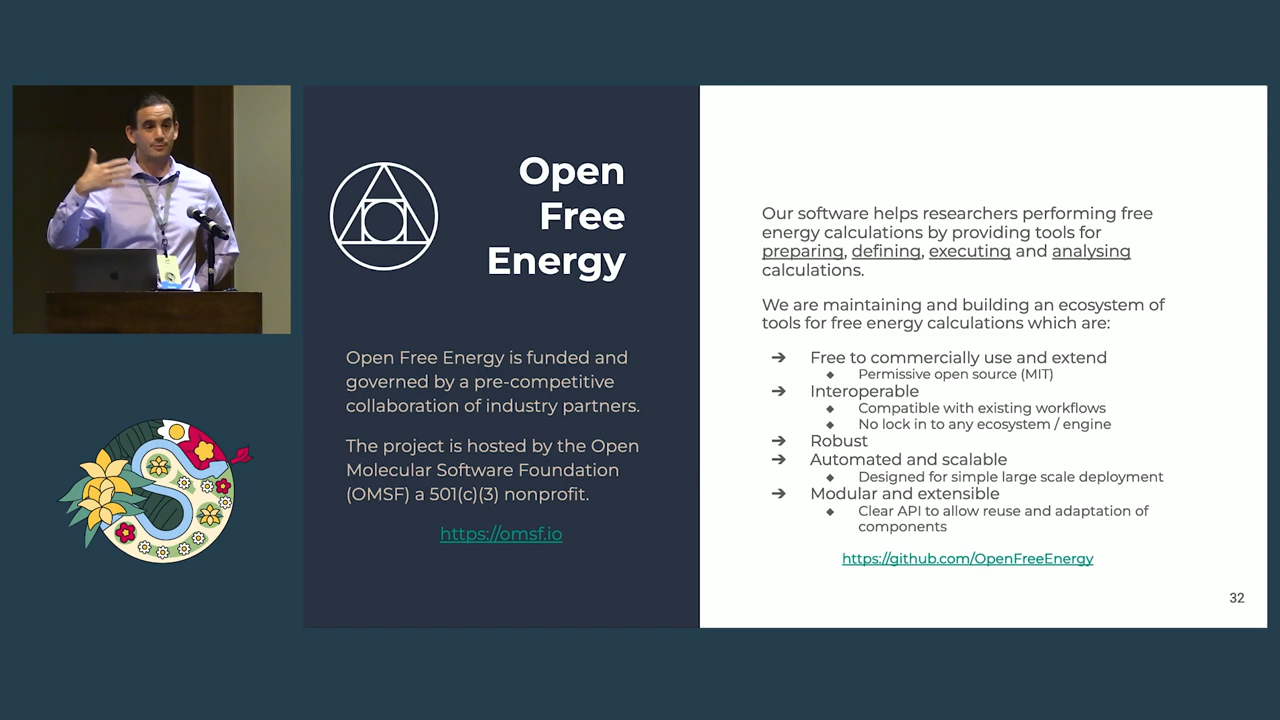 Open
Free
Energy
Open Free Energy is funded and
governed by a pre-competitive
collaboration of industry partners.
The project is hosted by the Open
Molecular Software Foundation
(OMSF) a 501(c)(3) nonprofit.
https://omsf.io
Our software helps researchers performing free
energy calculations by providing tools for
preparing, defining, executing and analysing
calculations.
We are maintaining and building an ecosystem of
tools for free energy calculations which are:
➔ Free to commercially use and extend
◆ Permissive open source (MIT)
➔ Interoperable
◆ Compatible with existing workflows
◆ No lock in to any ecosystem / engine
➔ Robust
➔ Automated and scalable
◆ Designed for simple large scale deployment
➔ Modular and extensible
◆ Clear API to allow reuse and adaptation of
components
https://github.com/OpenFreeEnergy
32